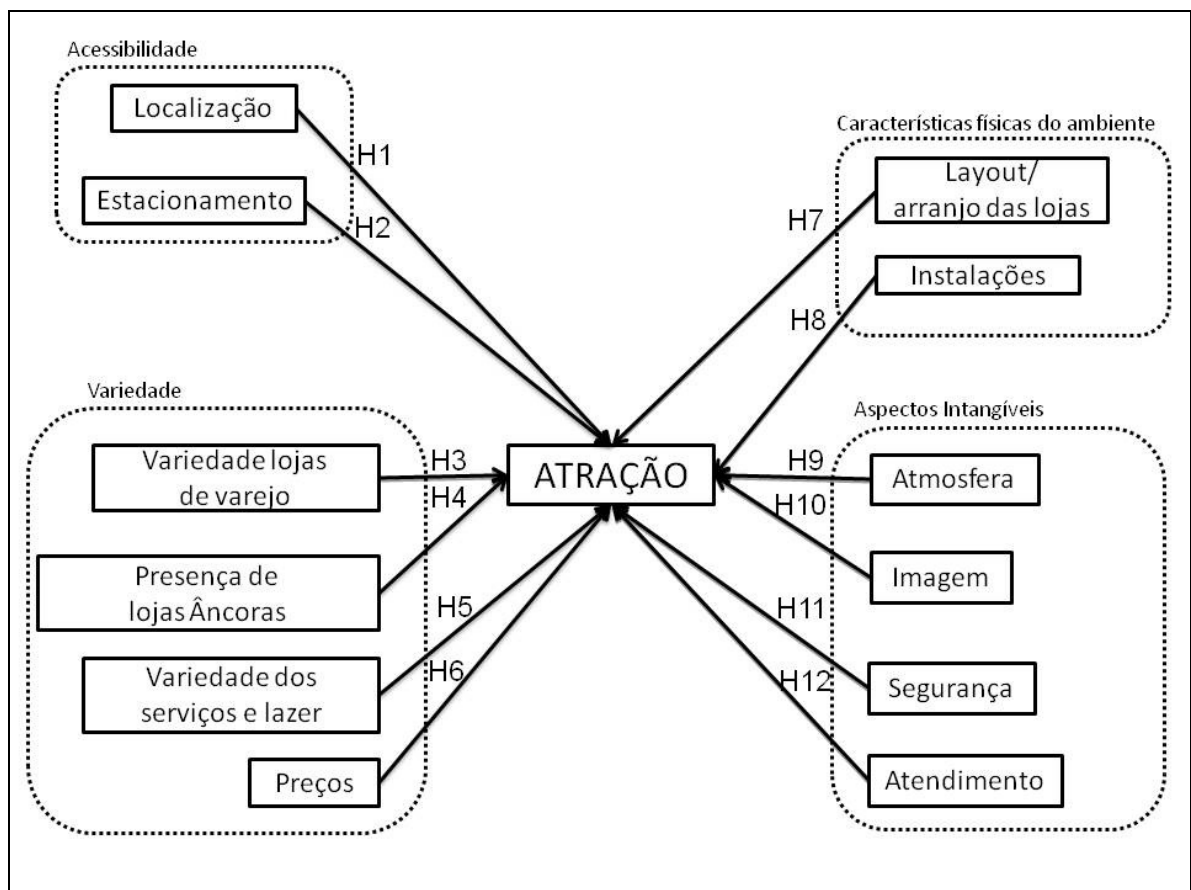 Acessibilidade
Localização
Estacionamento
H1
H2
Características físicas do ambiente
Layout/
arranjo das lojas
Instalações
H7
H8
Variedade
Variedade lojas
de varejo
Presença de
lojas Âncoras
Variedade dos
serviços e lazer
Preços
H3
H4
H5
H6
ATRAÇÃO
Aspectos Intangíveis
H9
H10
H11
H12
Atmosfera
Imagem
Segurança
Atendimento